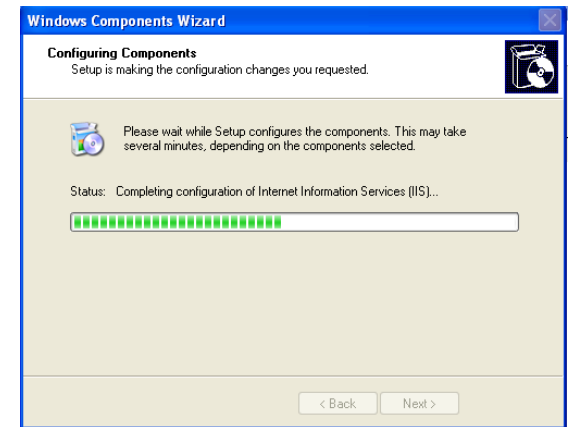 Windows Components Wizard
Configuring Components
Setup is making the configuration changes you requested.
Please wait while Setup configures the components. This may take
several minutes, depending on the components selected.
Status: Completing configuration of Internet Information Services (IIS)...
< Back Next >